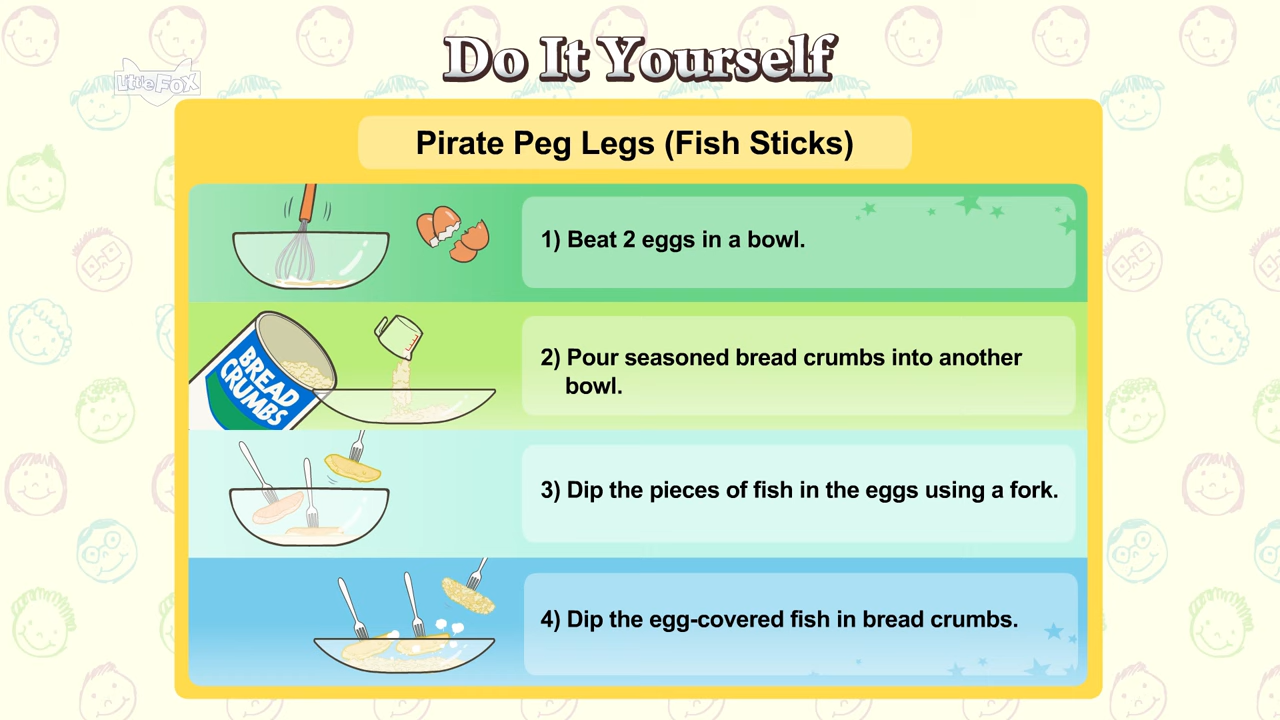 Do It Yourself
Little Fox
Pirate Peg Legs (Fish Sticks)
1) Beat 2 eggs in a bowl.
2) Pour seasoned bread crumbs into another
bowl.
BREAD
CRUMBS
3) Dip the pieces of fish in the eggs using a fork.
4) Dip the egg-covered fish in bread crumbs.